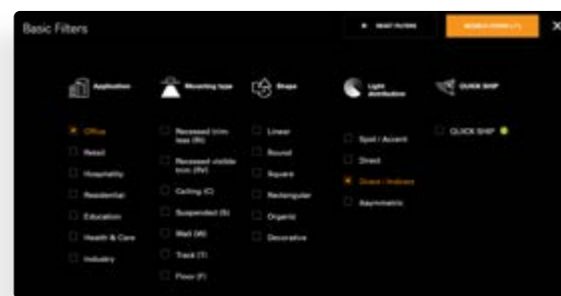 Basic Filters
RESET FILTERS
Application
Office
Retail
Hospitality
Residential
Education
Health & Care
Industry
Mounting type
Recessed trim
less (RI)
Recessed visible
trim (RV)
Ceiling (C)
Suspended (S)
Wall (W)
Track (T)
Floor (F)
Shape
Linear
Round
Square
Rectangular
Organic
Decorative
Light
distribution
Spot / Accent
Direct
Direct / Indirect
Asymmetric
QUICK SHIP
QUICK SHIP